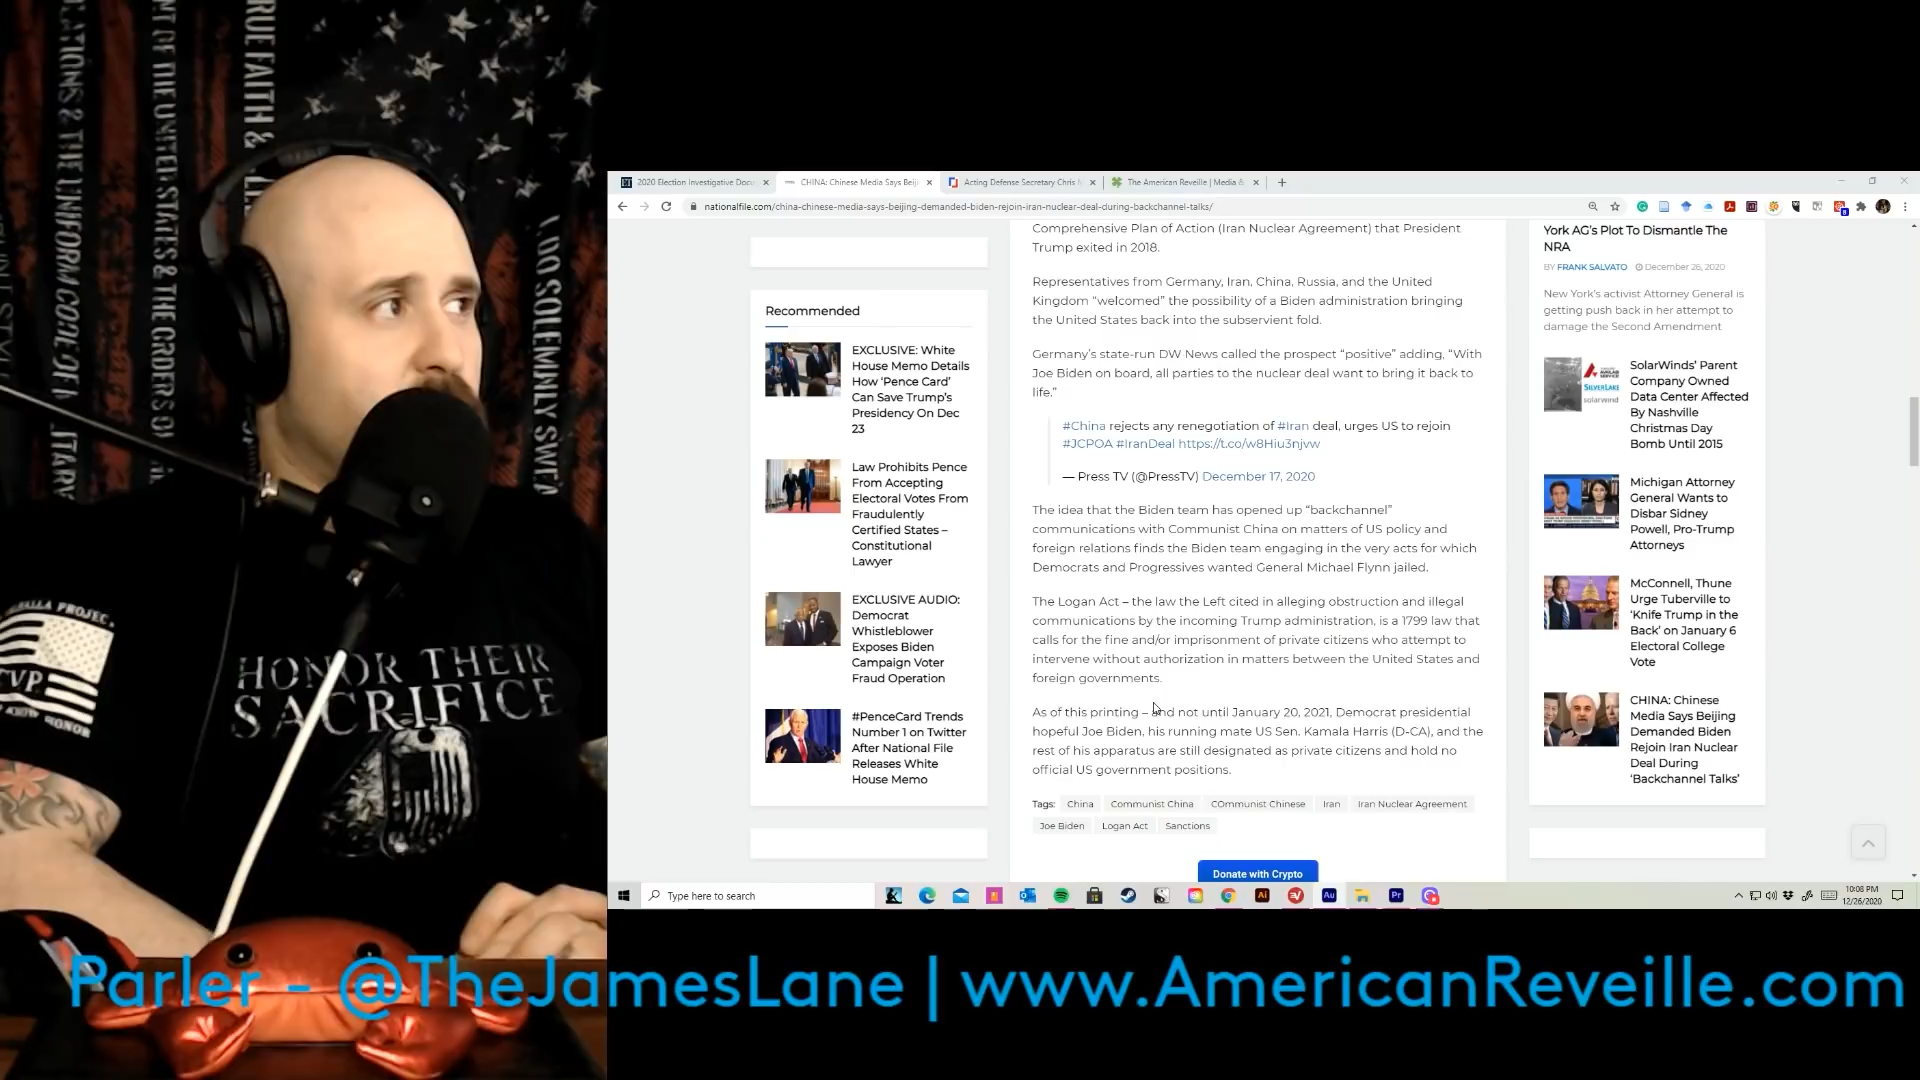 TRUE FAITH &
\ DO SOLEMNLY SWEA
HONOR THEIR
SACRIFICE
2020 Election Investigative Docu
CHINA: Chinese Media Says Beiji
Acting Defense Secretary Chris
The American Reveille | Media &
nationalfile.com/china-chinese-media-says-beijing-demanded-biden-rejoin-iran-nuclear-deal-during-backchannel-talks/
Recommended
EXCLUSIVE: White
House Memo Details
How ‘Pence Card’
Can Save Trump’s
Presidency On Dec
23
Law Prohibits Pence
From Accepting
Electoral Votes From
Fraudulently
Certified States –
Constitutional
Lawyer
EXCLUSIVE AUDIO:
Democrat
Whistleblower
Exposes Biden
Campaign Voter
Fraud Operation
#PenceCard Trends
Number 1 on Twitter
After National File
Releases White
House Memo
Comprehensive Plan of Action (Iran Nuclear Agreement) that President
Trump exited in 2018.
Representatives from Germany, Iran, China, Russia, and the United
Kingdom “welcomed” the possibility of a Biden administration bringing
the United States back into the subservient fold.
Germany’s state-run DW News called the prospect “positive” adding, “With
Joe Biden on board, all parties to the nuclear deal want to bring it back to
life.”
#China rejects any renegotiation of #Iran deal, urges US to rejoin
#JCPOA #IranDeal https://t.co/w8Hiu3njvw
— Press TV (@PressTV) December 17, 2020
The idea that the Biden team has opened up “backchannel”
communications with Communist China on matters of US policy and
foreign relations finds the Biden team engaging in the very acts for which
Democrats and Progressives wanted General Michael Flynn jailed.
The Logan Act – the law the Left cited in alleging obstruction and illegal
communications by the incoming Trump administration, is a 1799 law that
calls for the fine and/or imprisonment of private citizens who attempt to
intervene without authorization in matters between the United States and
foreign governments.
As of this printing – and not until January 20, 2021, Democrat presidential
hopeful Joe Biden, his running mate US Sen. Kamala Harris (D-CA), and the
rest of his apparatus are still designated as private citizens and hold no
official US government positions.
Tags: China Communist China COmmunist Chinese Iran Iran Nuclear Agreement
Joe Biden Logan Act Sanctions
Donate with Crypto
York AG’s Plot To Dismantle The
NRA
BY FRANK SALVATO December 26, 2020
New York’s activist Attorney General is
getting push back in her attempt to
damage the Second Amendment
SolarWinds’ Parent
Company Owned
Data Center Affected
By Nashville
Christmas Day
Bomb Until 2015
Michigan Attorney
General Wants to
Disbar Sidney
Powell, Pro-Trump
Attorneys
McConnell, Thune
Urge Tuberville to
‘Knife Trump in the
Back’ on January 6
Electoral College
Vote
CHINA: Chinese
Media Says Beijing
Demanded Biden
Rejoin Iran Nuclear
Deal During
‘Backchannel Talks’
Type here to search
10:08 PM
12/26/2020
Parler - @TheJamesLane | www.AmericanReveille.com